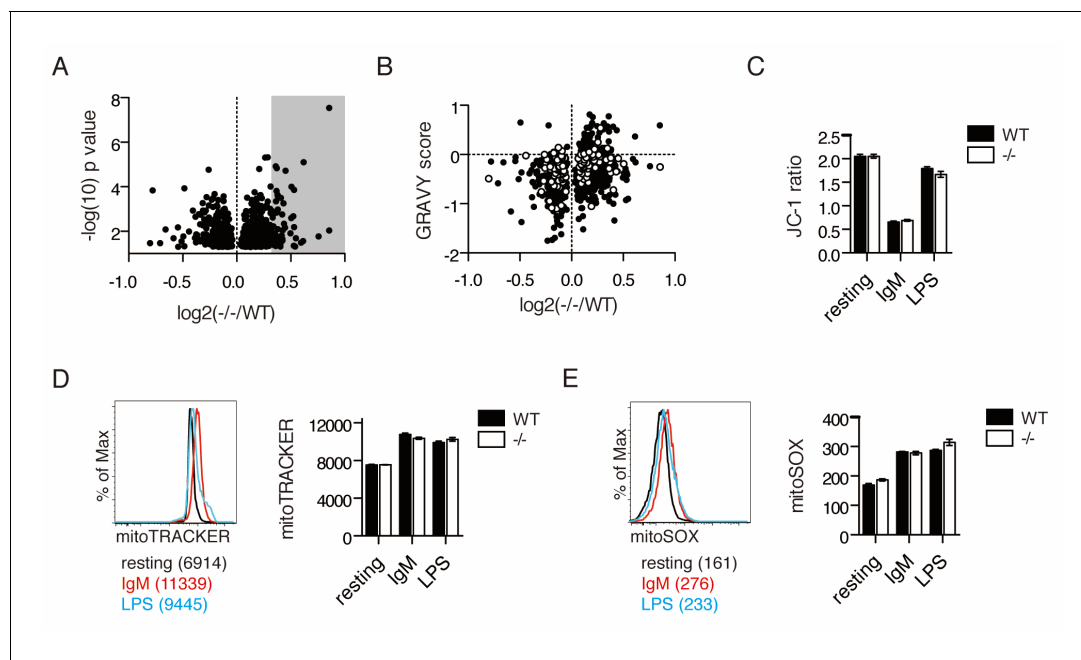 A
-log(10) p value
8
6
4
2
-1.0
-0.5
0.0
0.5
1.0
log2(-/-/WT)
B
GRAVY score
1
0
-1
-2
-1.0
-0.5
0.0
0.5
1.0
log2(-/-/WT)
C
JC-1 ratio
2.5
2.0
1.5
1.0
0.5
0.0
resting
IgM
LPS
WT
-/-
D
% of Max
mitoTRACKER
resting (6914)
IgM (11339)
LPS (9445)
mitoTRACKER
12000
8000
4000
0
resting
IgM
LPS
WT
-/-
E
% of Max
mitoSOX
resting (161)
IgM (276)
LPS (233)
mitoSOX
400
300
200
100
0
resting
IgM
LPS
WT
-/-